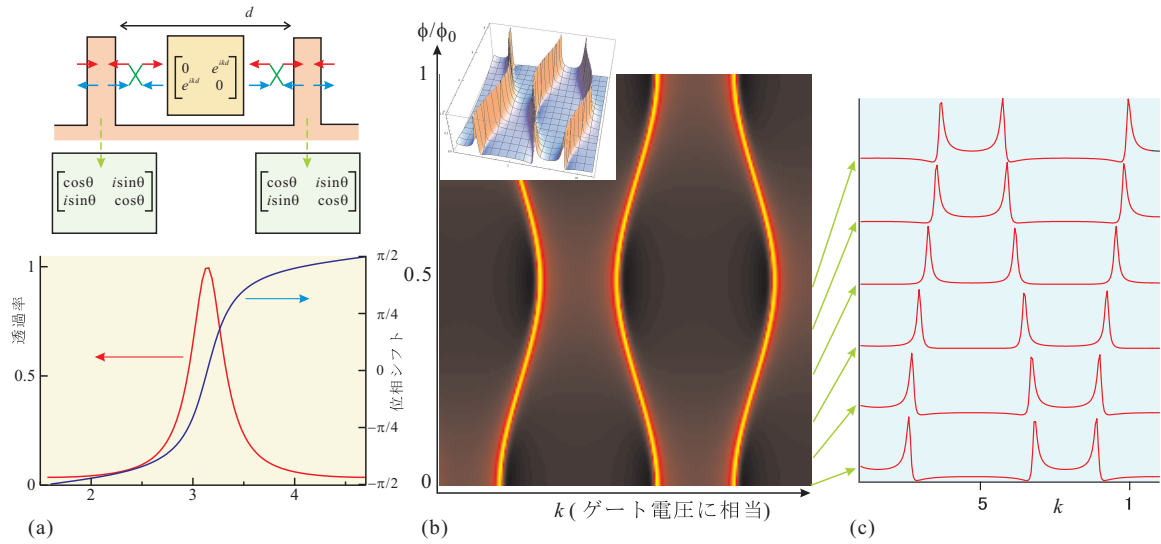 d
0 e^{ikd}
e^{ikd} 0
cosθ isinθ
isinθ cosθ
cosθ isinθ
isinθ cosθ
1
0.5
0
透過率
2 3 4
π/2
π/4
0
−π/4
−π/2
位相シフト
(a)
ϕ/ϕ0
1
0.5
0
k ( ゲート電圧に相当)
(b)
5 k 1
(c)